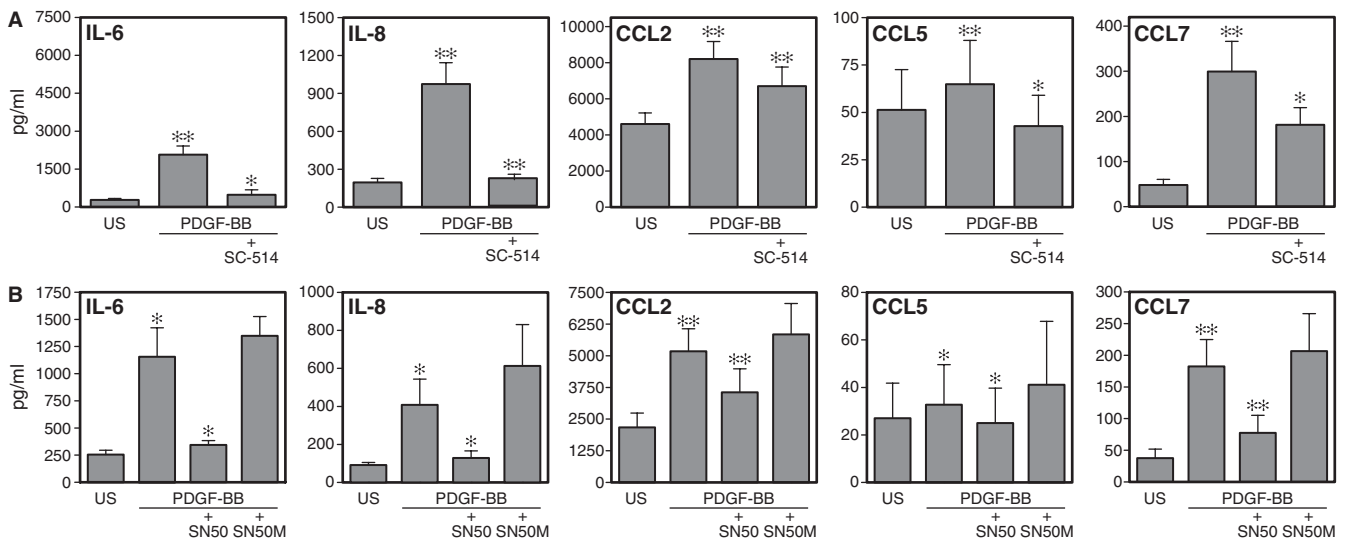 A
IL-6
IL-8
CCL2
CCL5
CCL7
pg/ml
7500
6000
4500
3000
1500
0
** *
1500
1200
900
600
300
0
** **
10000
8000
6000
4000
2000
0
** **
100
75
50
25
0
** *
400
300
200
100
0
** *
US PDGF-BB
+
SC-514
US PDGF-BB
+
SC-514
US PDGF-BB
+
SC-514
US PDGF-BB
+
SC-514
US PDGF-BB
+
SC-514
B
IL-6
IL-8
CCL2
CCL5
CCL7
pg/ml
1750
1500
1250
1000
750
500
250
0
* *
1000
800
600
400
200
0
* *
7500
6250
5000
3750
2500
1250
0
** **
80
60
40
20
0
* *
300
250
200
150
100
50
0
** **
US PDGF-BB
+ +
SN50 SN50M
US PDGF-BB
+ +
SN50 SN50M
US PDGF-BB
+ +
SN50 SN50M
US PDGF-BB
+ +
SN50 SN50M
US PDGF-BB
+ +
SN50 SN50M